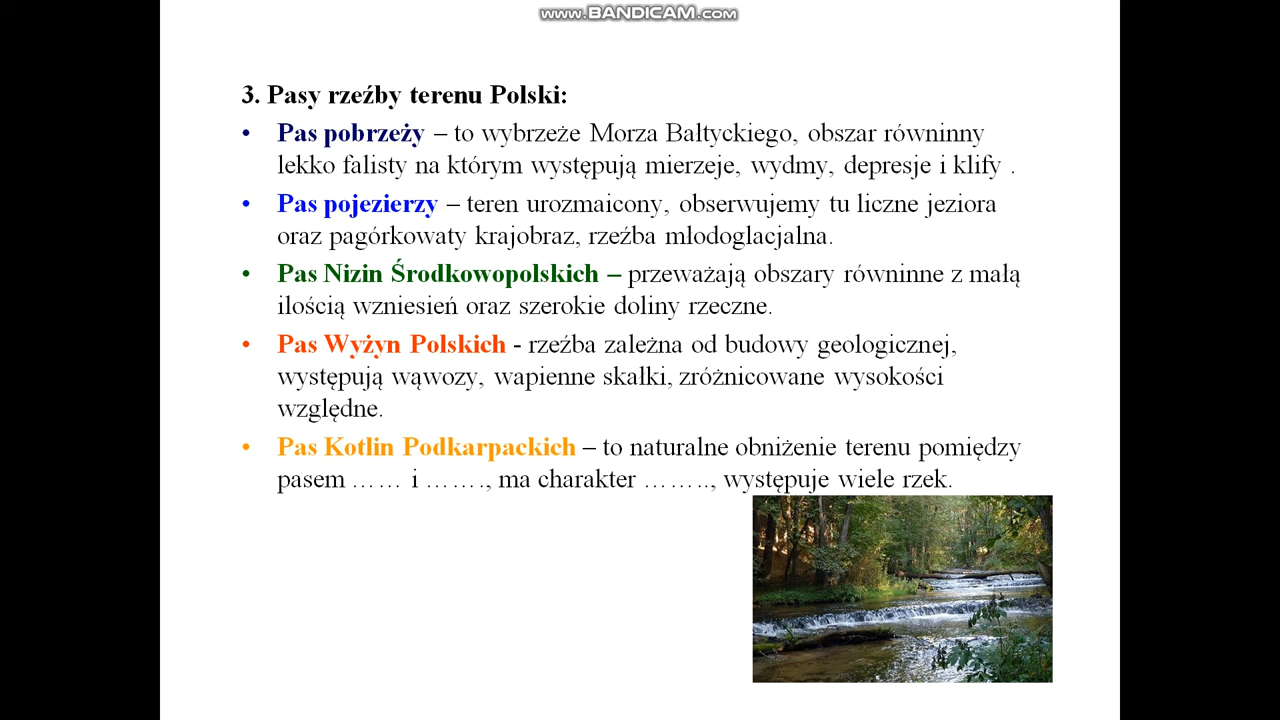 www.BANDICAM.com
3. Pasy rzeźby terenu Polski:
• Pas pobrzeży – to wybrzeże Morza Bałtyckiego, obszar równinny
lekko falisty na którym występują mierzeje, wydmy, depresje i klify .
• Pas pojezierzy – teren urozmaicony, obserwujemy tu liczne jeziora
oraz pagórkowaty krajobraz, rzeźba młodoglacjalna.
• Pas Nizin Środkowopolskich – przeważają obszary równinne z małą
ilością wzniesień oraz szerokie doliny rzeczne.
• Pas Wyżyn Polskich - rzeźba zależna od budowy geologicznej,
występują wąwozy, wapienne skałki, zróżnicowane wysokości
względne.
• Pas Kotlin Podkarpackich – to naturalne obniżenie terenu pomiędzy
pasem …… i ……., ma charakter …….., występuje wiele rzek.